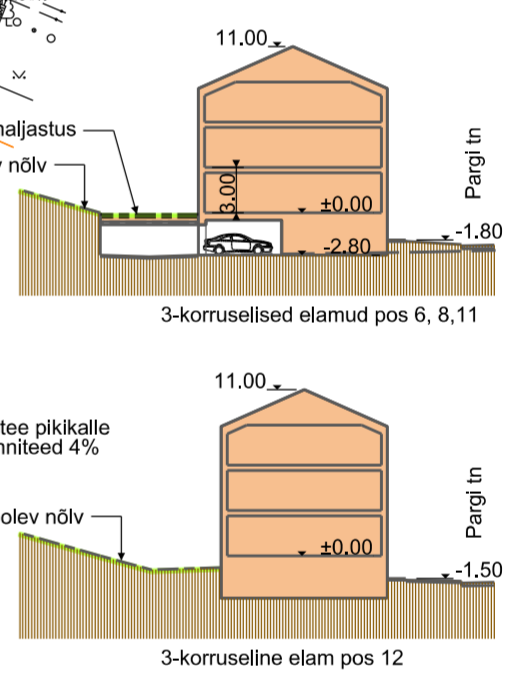 11.00
haljastus
nõlv
3.00
±0.00
-2.80
Pargi tn
-1.80
3-korruselised elamud pos 6, 8,11
11.00
tee pikikalle
nniteed 4%
olev nõlv
±0.00
Pargi tn
-1.50
3-korruseline elam pos 12